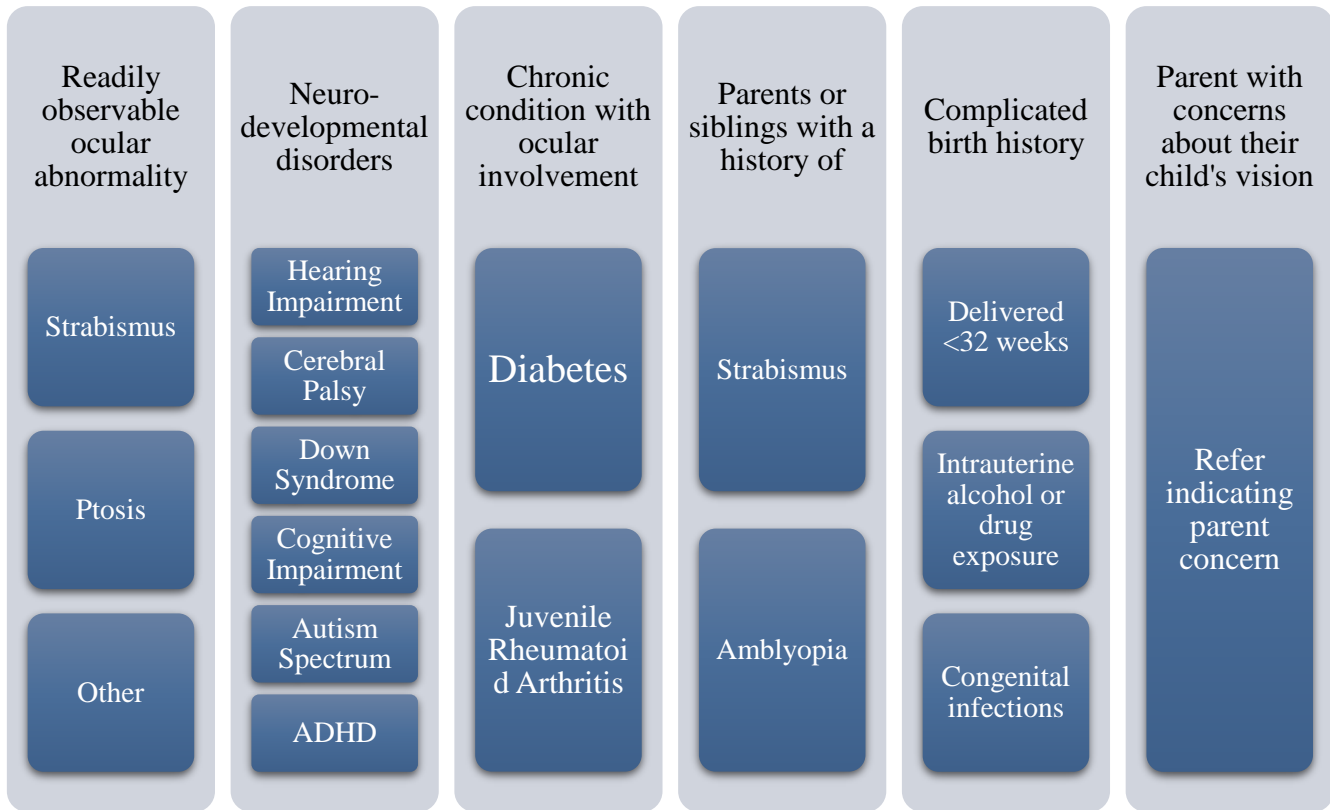 Readily
observable
ocular
abnormality
Strabismus
Ptosis
Other
Neuro-
developmental
disorders
Hearing
Impairment
Cerebral
Palsy
Down
Syndrome
Cognitive
Impairment
Autism
Spectrum
ADHD
Chronic
condition with
ocular
involvement
Diabetes
Juvenile
Rheumatoi
d Arthritis
Parents or
siblings with a
history of
Strabismus
Amblyopia
Complicated
birth history
Delivered
<32 weeks
Intrauterine
alcohol or
drug
exposure
Congenital
infections
Parent with
concerns
about their
child's vision
Refer
indicating
parent
concern